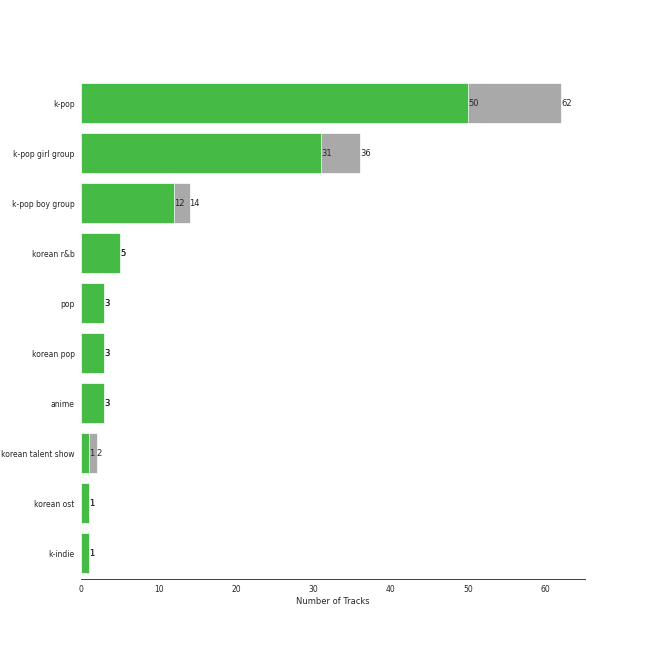 k-pop 50 62
k-pop girl group 31 36
k-pop boy group 12 14
korean r&b 5
pop 3
korean pop 3
anime 3
korean talent show 1 2
korean ost 1
k-indie 1
0 10 20 30 40 50 60
Number of Tracks